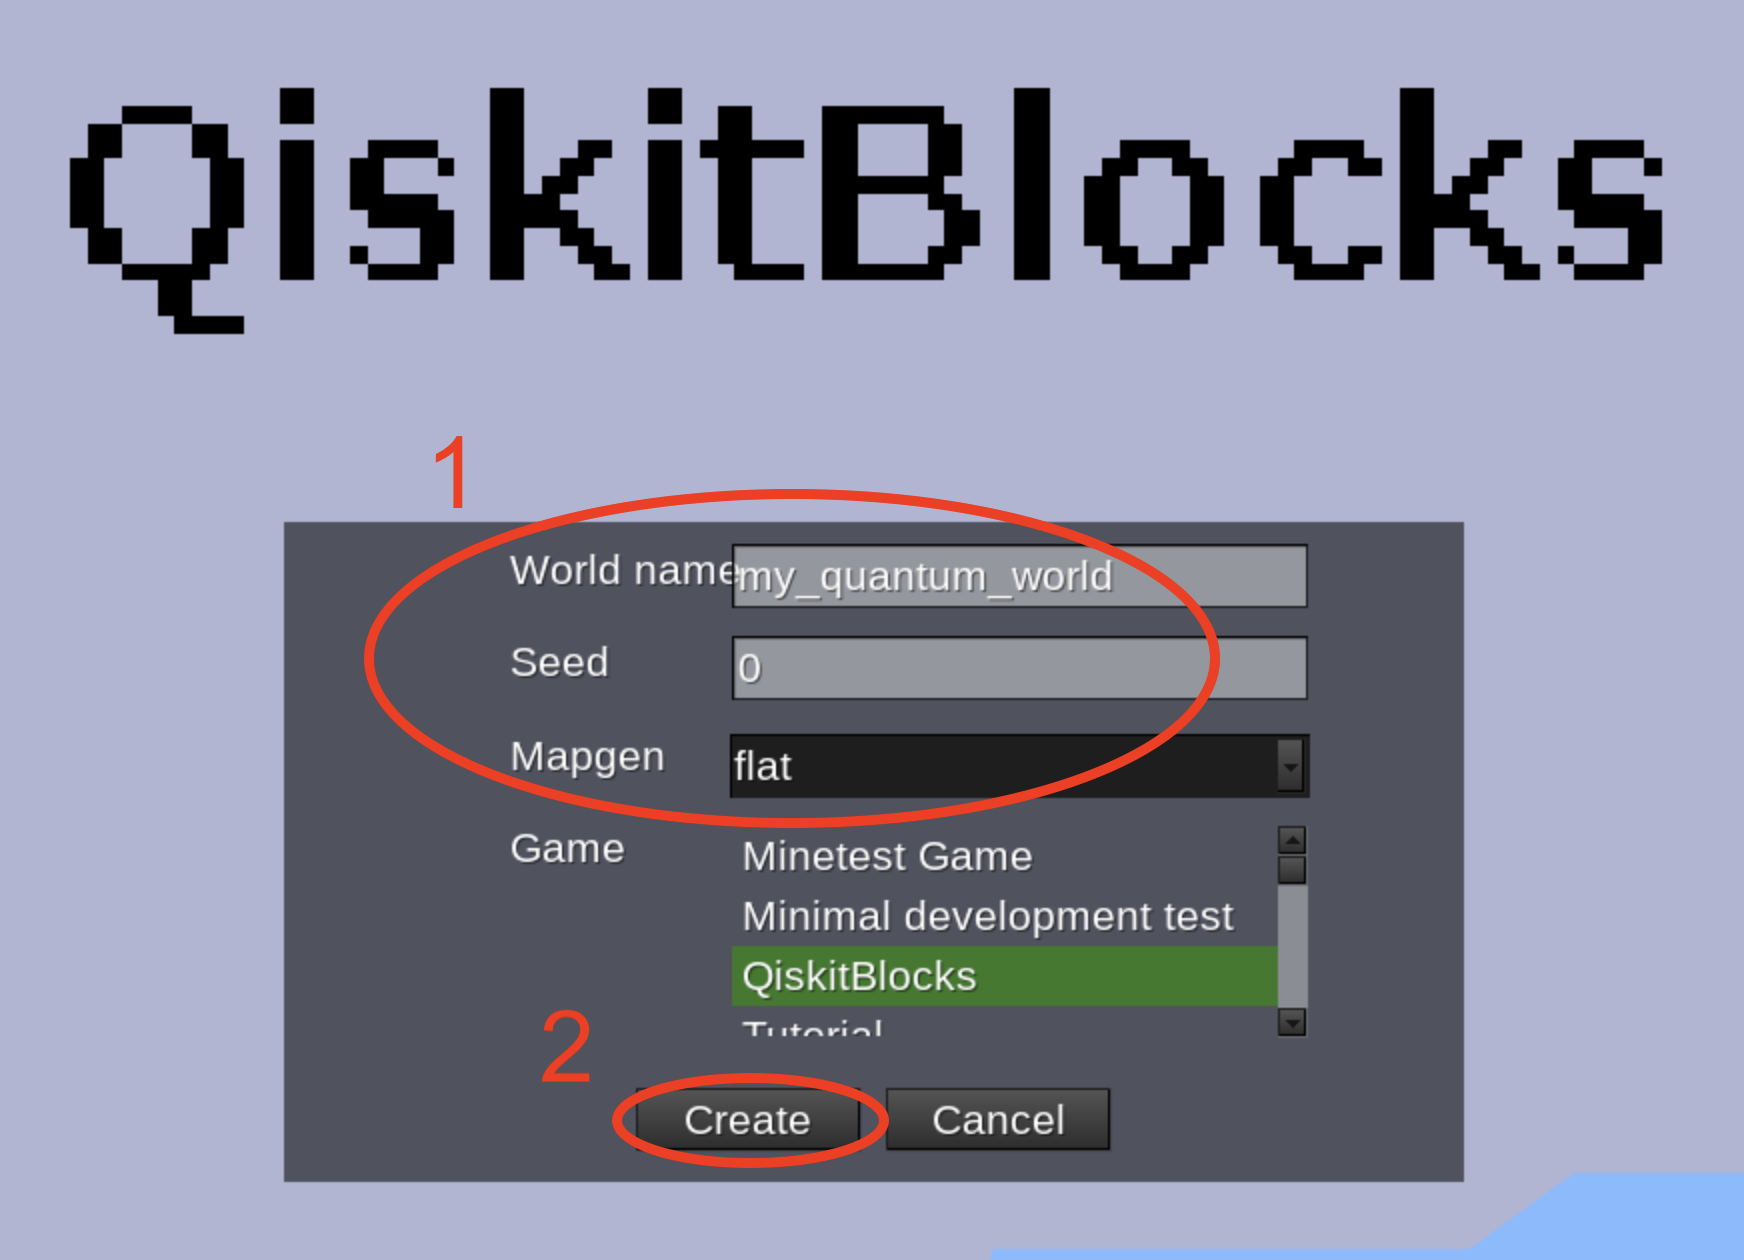 QiskitBlocks
1
World name my_quantum_world
Seed 0
Mapgen flat
Game Minetest Game
Minimal development test
QiskitBlocks
Tutorial
2
Create Cancel